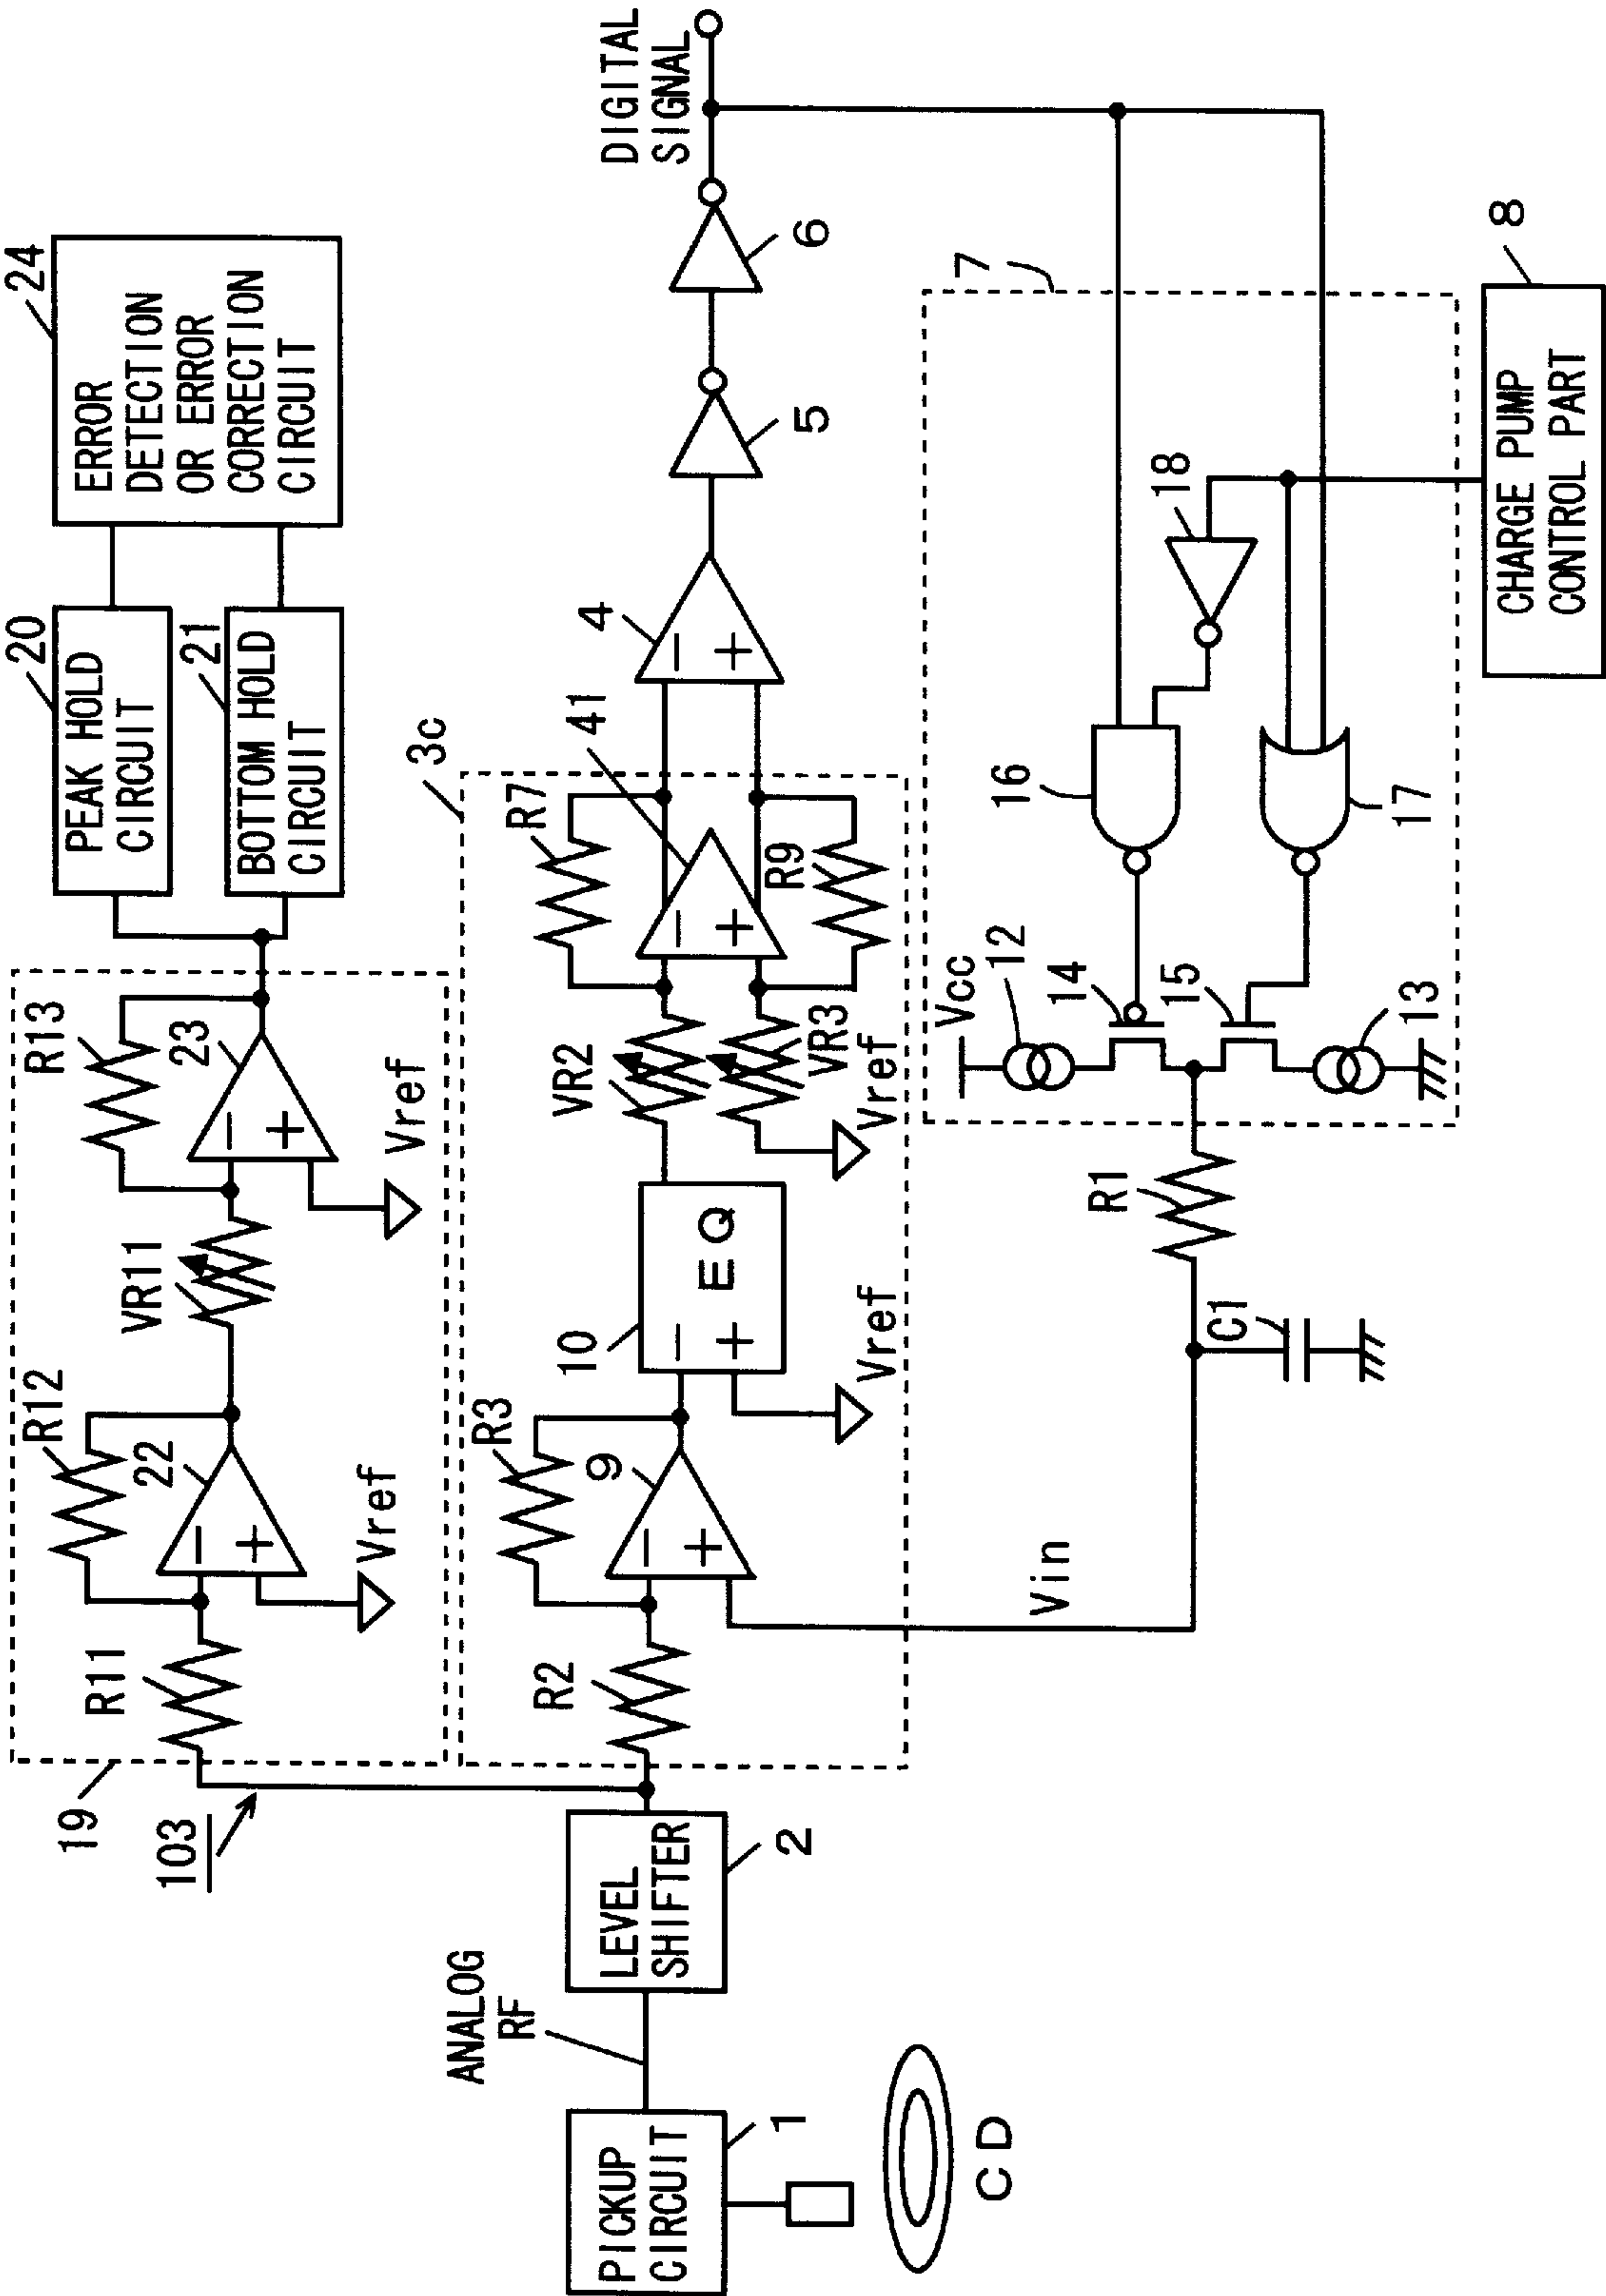 24
ERROR
DETECTION
OR ERROR
CORRECTION
CIRCUIT
20
PEAK HOLD
CIRCUIT
21
BOTTOM HOLD
CIRCUIT
R13
23
Vref
VR11
R12
22
Vref
R11
19
103
DIGITAL
SIGNAL
6
5
4
3c
41
R7
R9
VR2
VR3
Vref
EQ
10
Vref
R3
9
R2
Vin
LEVEL
SHIFTER
2
ANALOG
RF
PICKUP
CIRCUIT
1
CD
7
8
CHARGE PUMP
CONTROL PART
18
16
17
Vcc
12
14
15
13
R1
C1
−
+
−
+
−
+
−
+
−
+
−
+